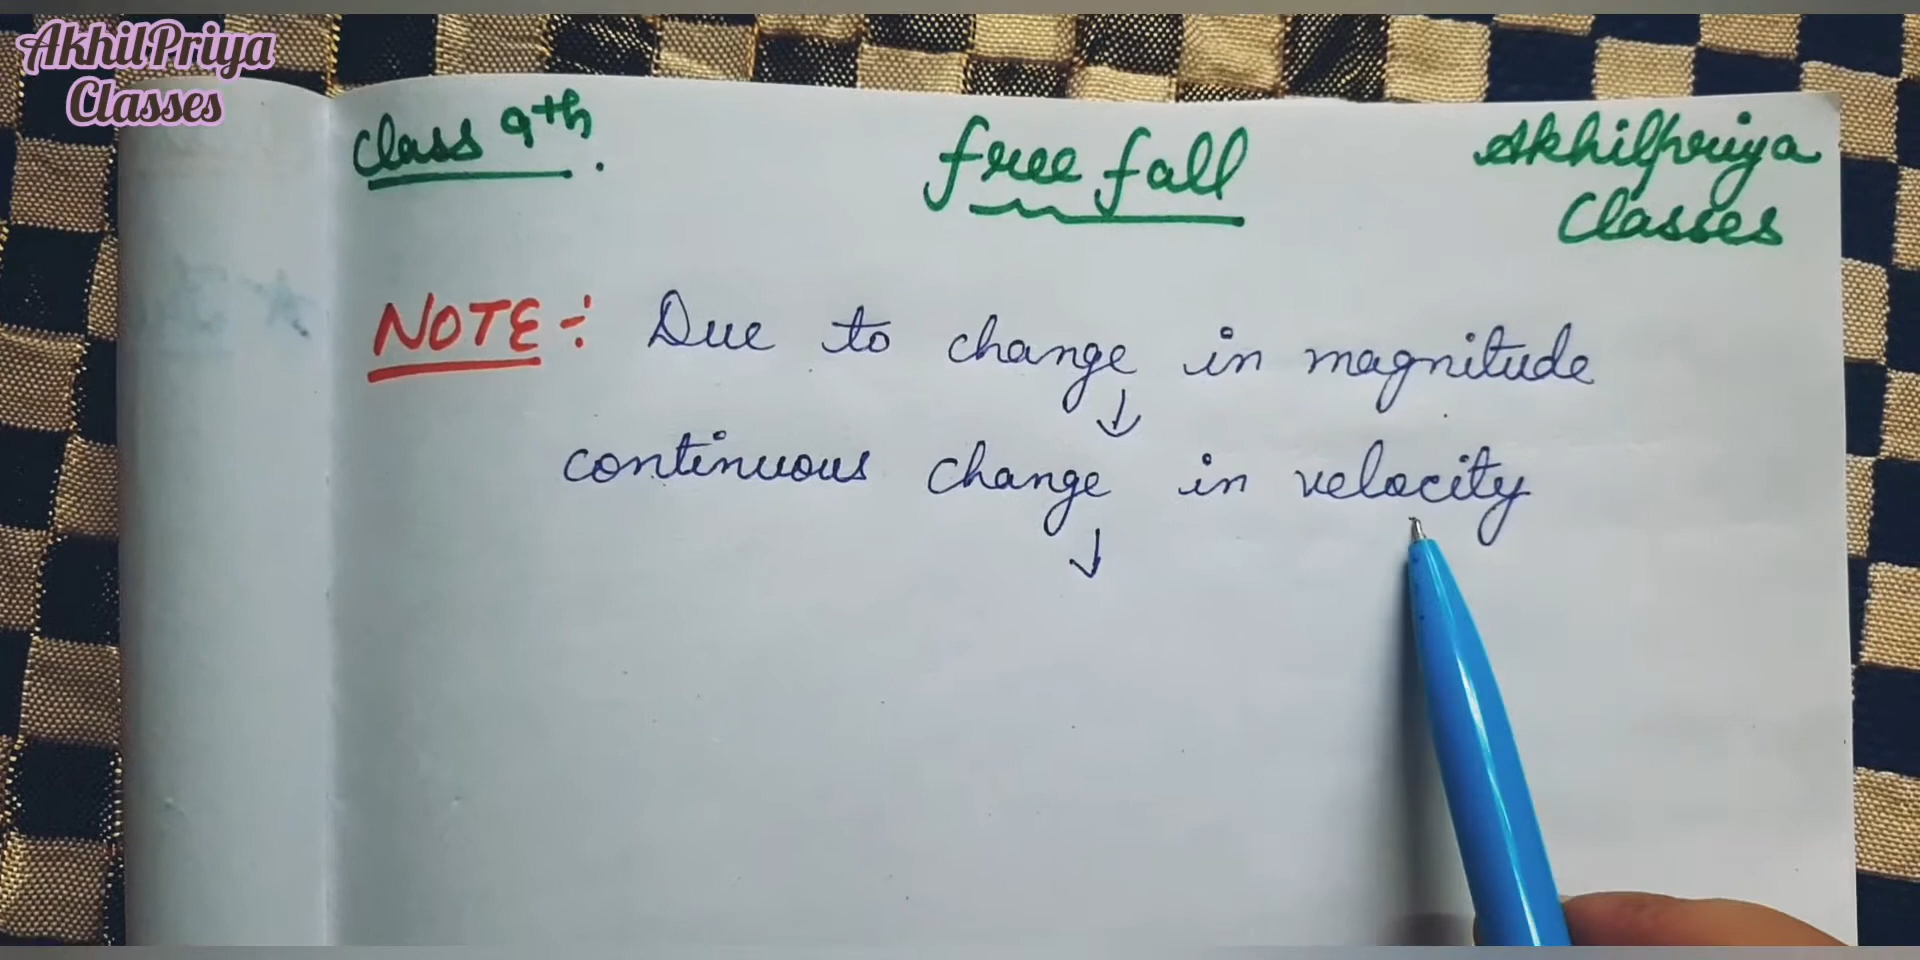 AkhilPriya
Classes
Class 9th.
free fall
Akhilpriya
Classes
NOTE :- Due to change in magnitude
↓
continuous change in velocity
↓